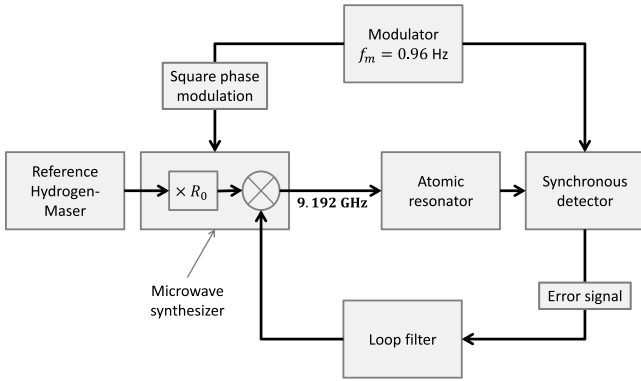 Modulator
f_m = 0.96 Hz
Square phase
modulation
Reference
Hydrogen-
Maser
× R_0
9.192 GHz
Atomic
resonator
Synchronous
detector
Microwave
synthesizer
Error signal
Loop filter